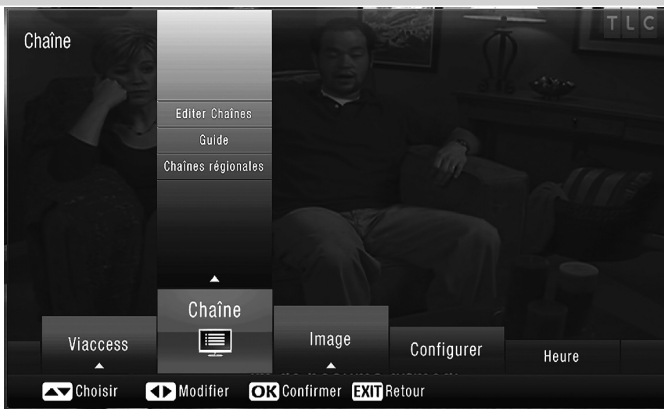 TLC
Chaîne
Editer Chaînes
Guide
Chaînes régionales
Chaîne
Viaccess
Image
Configurer
Heure
Choisir
Modifier
OK Confirmer
EXIT Retour